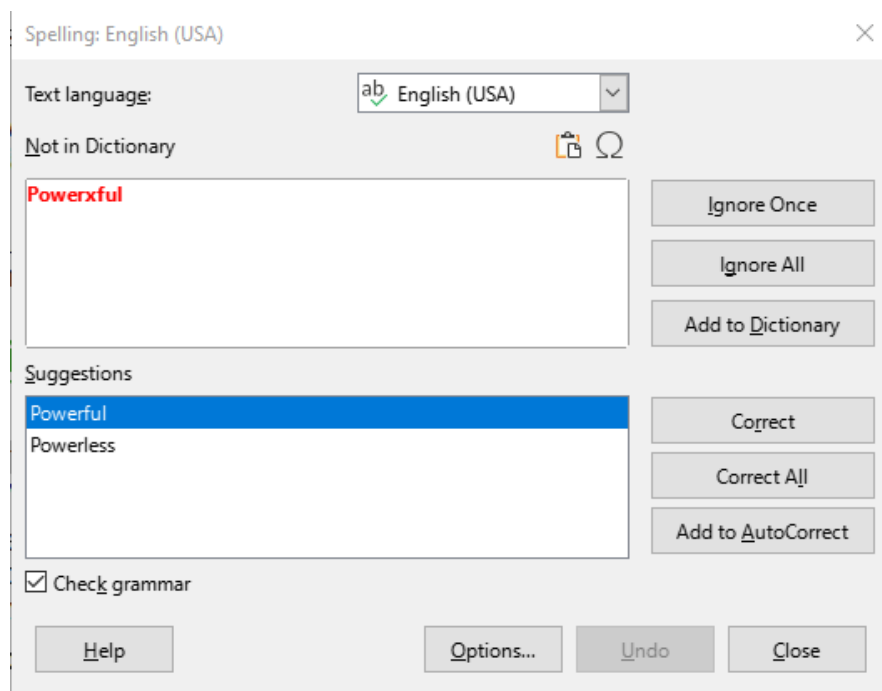 Spelling: English (USA)
Text language:
English (USA)
Not in Dictionary
Powerxful
Ignore Once
Ignore All
Add to Dictionary
Suggestions
Powerful
Powerless
Correct
Correct All
Add to AutoCorrect
Check grammar
Help
Options...
Undo
Close